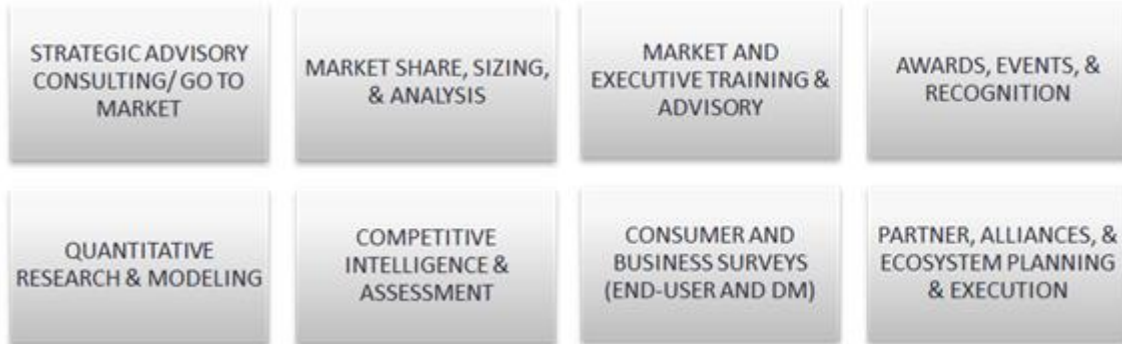 STRATEGIC ADVISORY
CONSULTING/ GO TO
MARKET
MARKET SHARE, SIZING,
& ANALYSIS
MARKET AND
EXECUTIVE TRAINING &
ADVISORY
AWARDS, EVENTS, &
RECOGNITION
QUANTITATIVE
RESEARCH & MODELING
COMPETITIVE
INTELLIGENCE &
ASSESSMENT
CONSUMER AND
BUSINESS SURVEYS
(END-USER AND DM)
PARTNER, ALLIANCES, &
ECOSYSTEM PLANNING
& EXECUTION